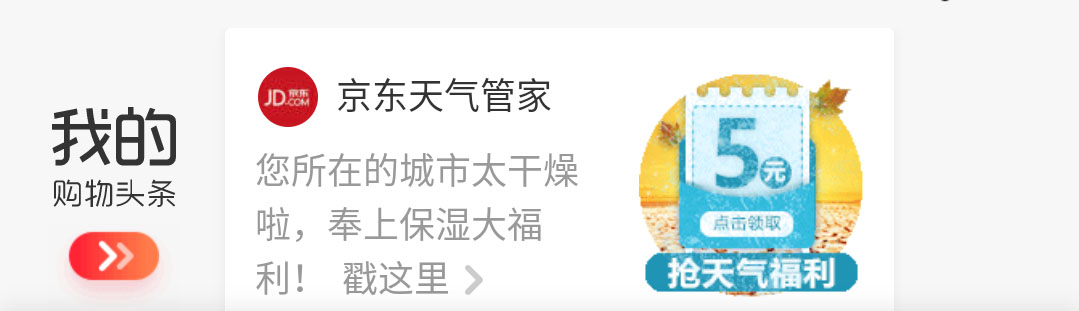 我的
购物头条
JD京东
.COM
京东天气管家
您所在的城市太干燥
啦，奉上保湿大福
利！ 戳这里
5元
点击领取
抢天气福利